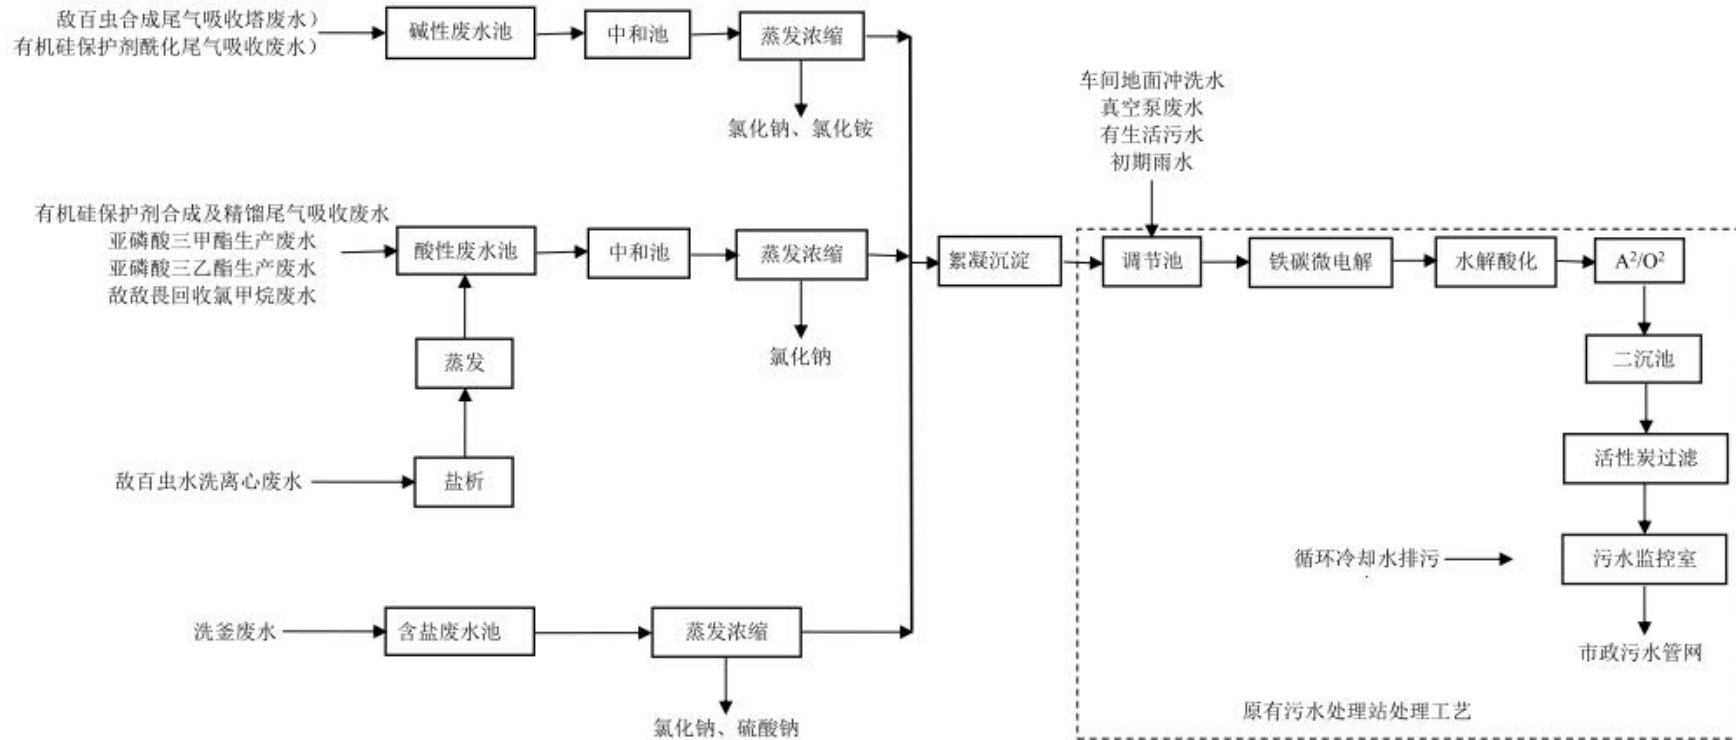 敌百虫合成尾气吸收塔废水）
有机硅保护剂酰化尾气吸收废水）
碱性废水池
中和池
蒸发浓缩
氯化钠、氯化铵
车间地面冲洗水
真空泵废水
有生活污水
初期雨水
有机硅保护剂合成及精馏尾气吸收废水
亚磷酸三甲酯生产废水
亚磷酸三乙酯生产废水
敌敌畏回收氯甲烷废水
酸性废水池
中和池
蒸发浓缩
氯化钠
絮凝沉淀
调节池
铁碳微电解
水解酸化
A²/O²
蒸发
二沉池
敌百虫水洗离心废水
盐析
活性炭过滤
循环冷却水排污
污水监控室
洗釜废水
含盐废水池
蒸发浓缩
氯化钠、硫酸钠
市政污水管网
原有污水处理站处理工艺